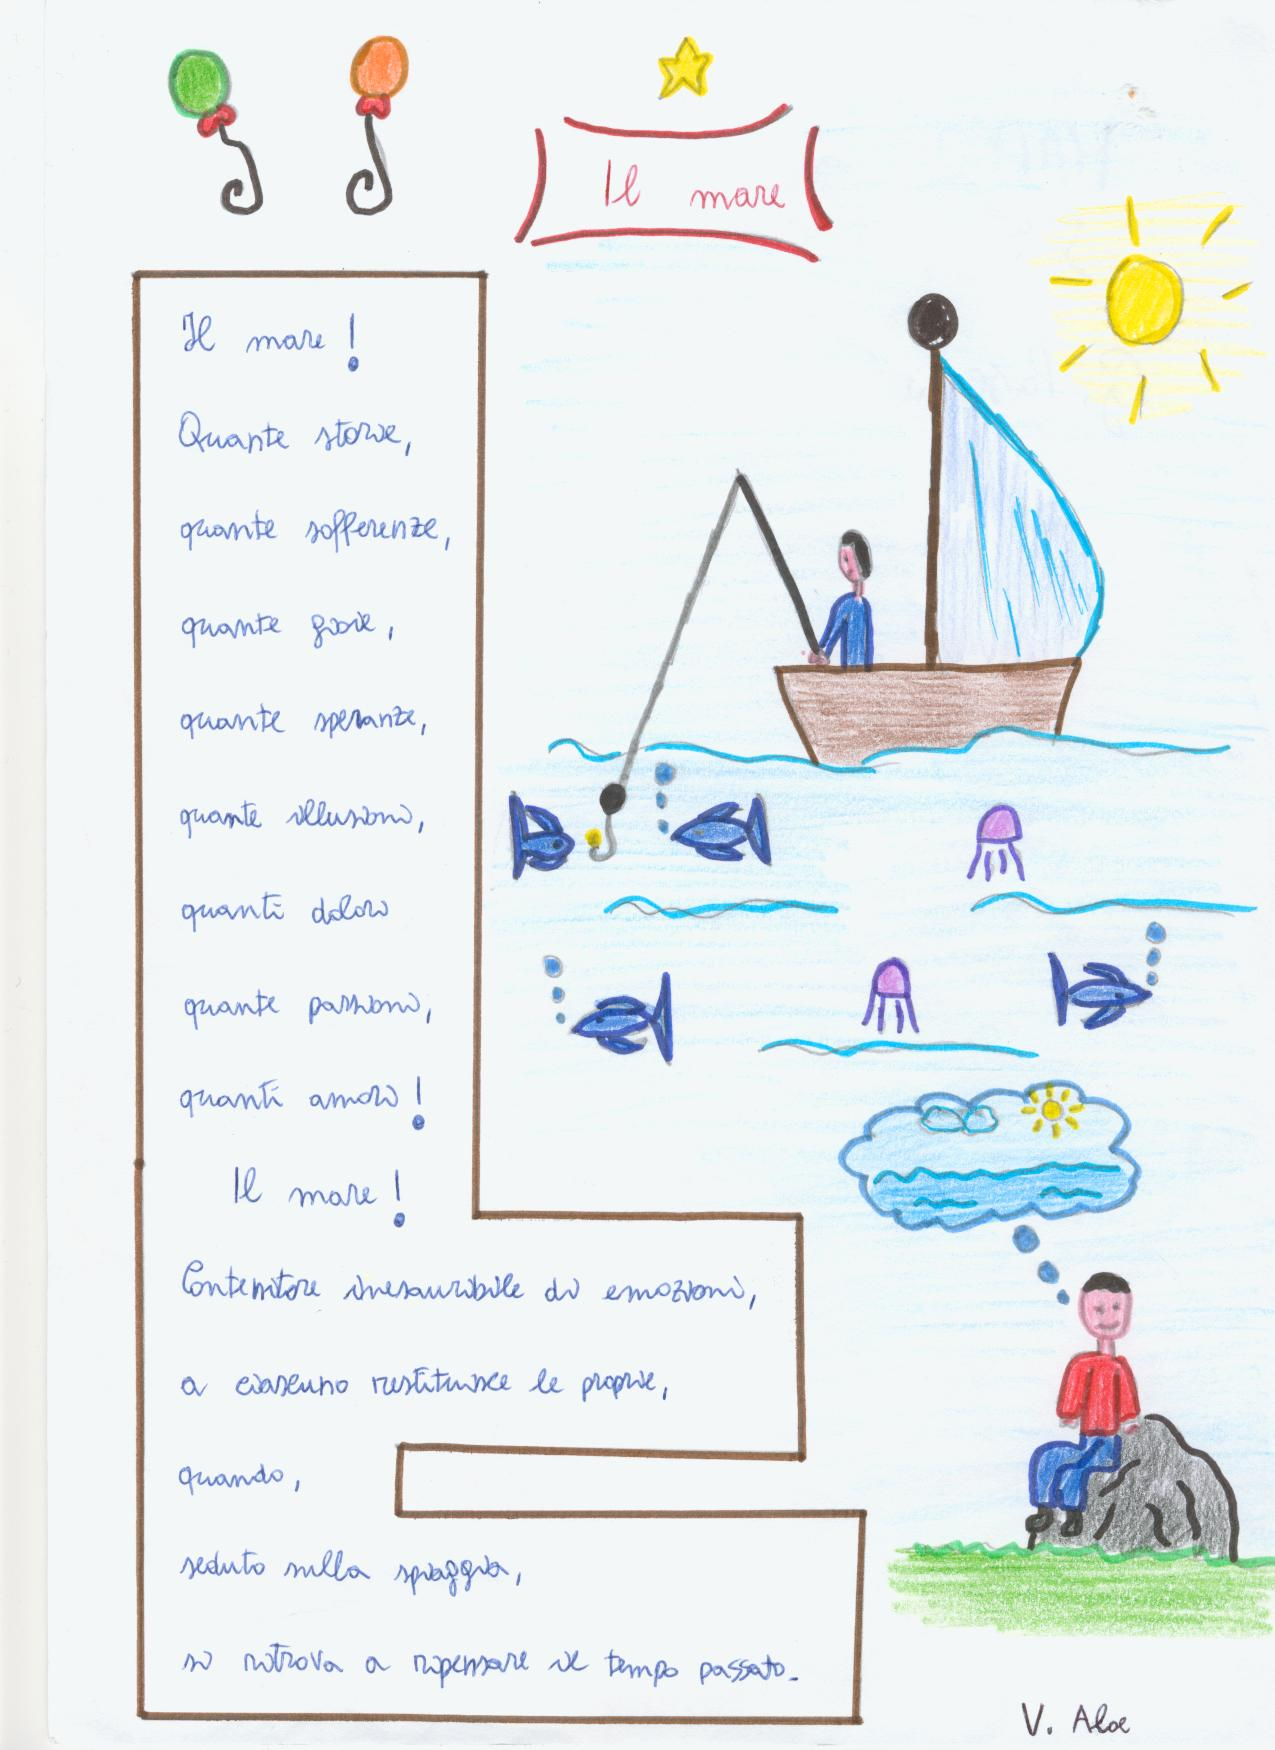 Il mare
Il mare!
Quante storie,
quante sofferenze,
quante gioie,
quante speranze,
quante illusioni,
quanti dolori
quante passioni,
quanti amori!
Il mare!
Contenitore inesauribile di emozioni,
a ciascuno restituisce le proprie,
quando,
seduto sulla spiaggia,
si ritrova a ripensare il tempo passato.
V. Aloe